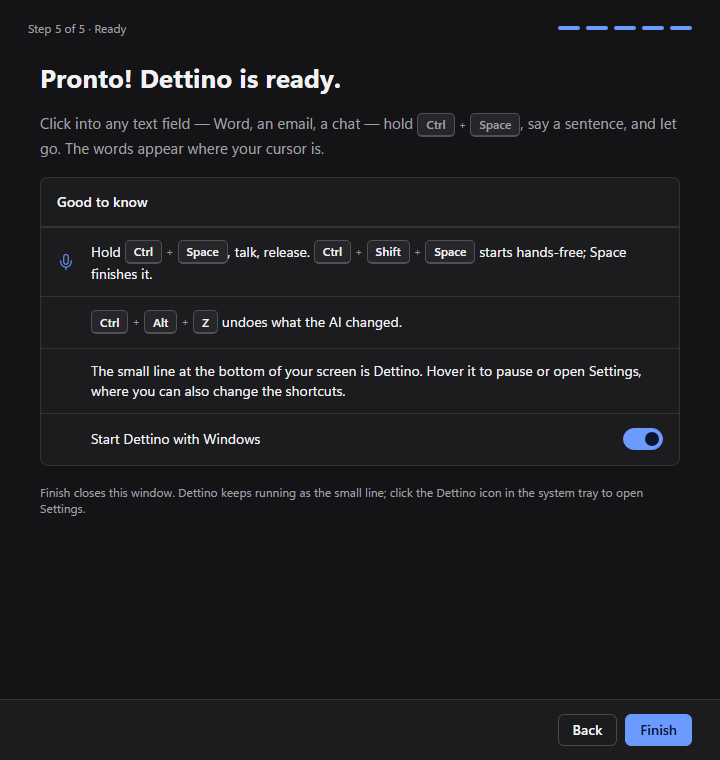 Step 5 of 5 · Ready
Pronto! Dettino is ready.
Click into any text field — Word, an email, a chat — hold Ctrl + Space, say a sentence, and let
go. The words appear where your cursor is.
Good to know
Hold Ctrl + Space, talk, release. Ctrl + Shift + Space starts hands-free; Space
finishes it.
Ctrl + Alt + Z undoes what the AI changed.
The small line at the bottom of your screen is Dettino. Hover it to pause or open Settings,
where you can also change the shortcuts.
Start Dettino with Windows
Finish closes this window. Dettino keeps running as the small line; click the Dettino icon in the system tray to open
Settings.
Back
Finish